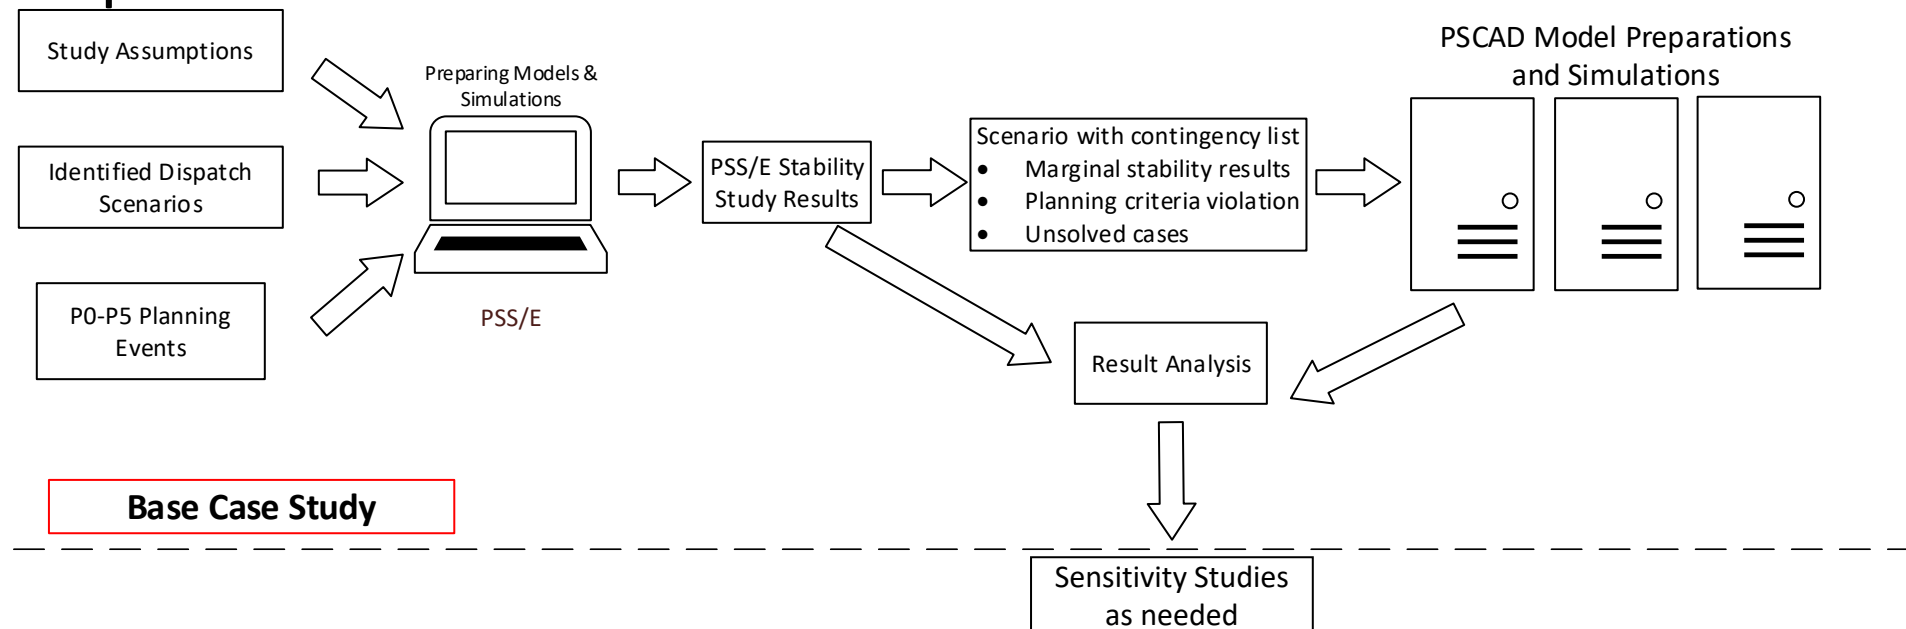 Study Assumptions
Identified Dispatch
Scenarios
P0-P5 Planning
Events
Preparing Models &
Simulations
PSS/E
PSS/E Stability
Study Results
Scenario with contingency list
• Marginal stability results
• Planning criteria violation
• Unsolved cases
PSCAD Model Preparations
and Simulations
Result Analysis
Base Case Study
Sensitivity Studies
as needed